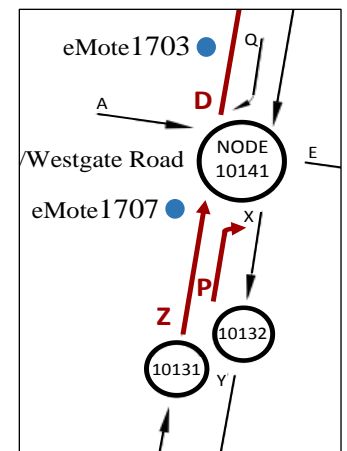 eMote1703
Q
D
A
NODE
10141
/Westgate Road
E
eMote1707
X
P
Z
10132
10131
Y